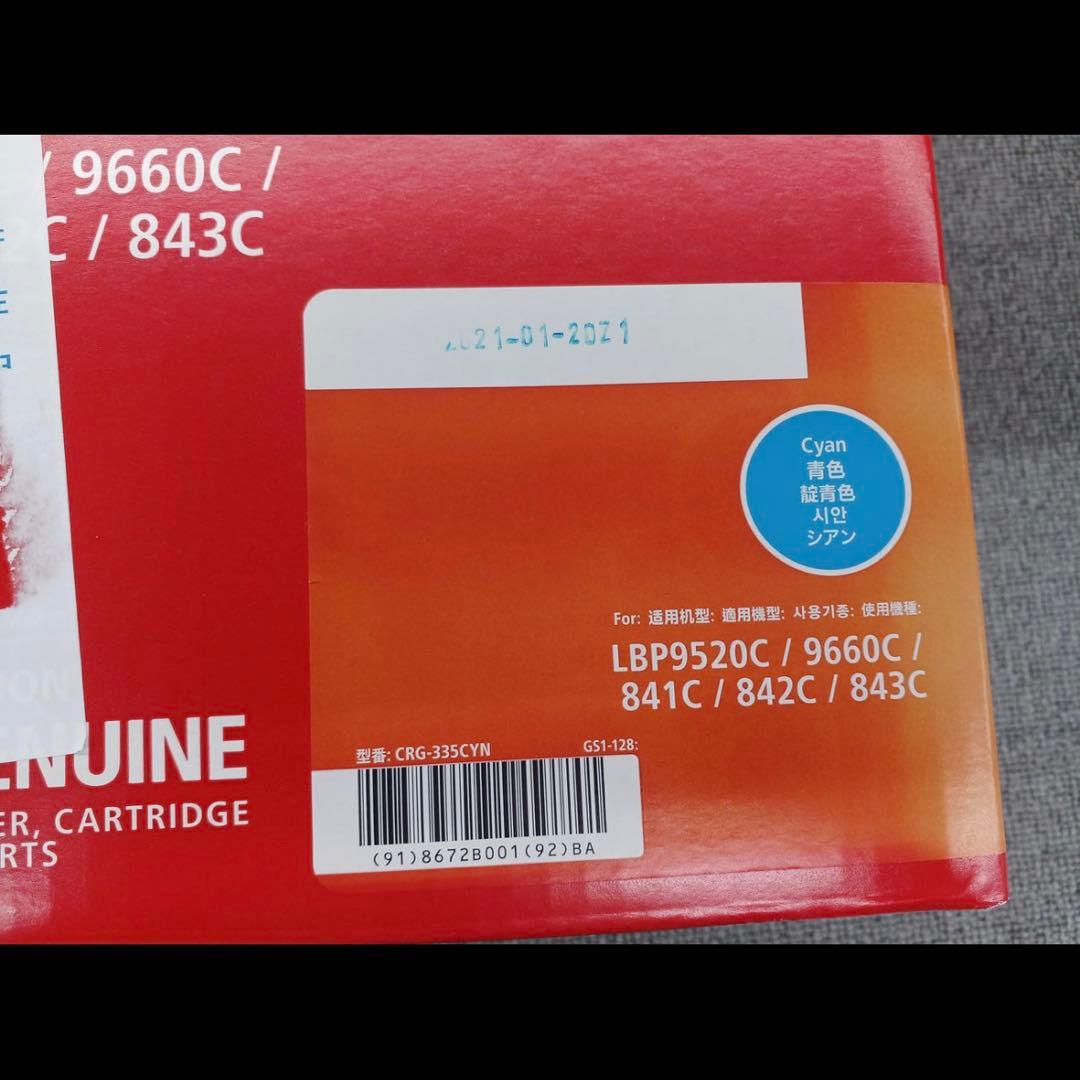 / 9660C /
C / 843C
21-01-20Z1
Cyan
青色
靛青色
시안
シアン
For: 适用机型: 適用機型: 사용기종: 使用機種:
LBP9520C / 9660C /
841C / 842C / 843C
型番: CRG-335CYN
GS1-128:
(91)8672B001(92)BA
ENUINE
ER, CARTRIDGE
RTS